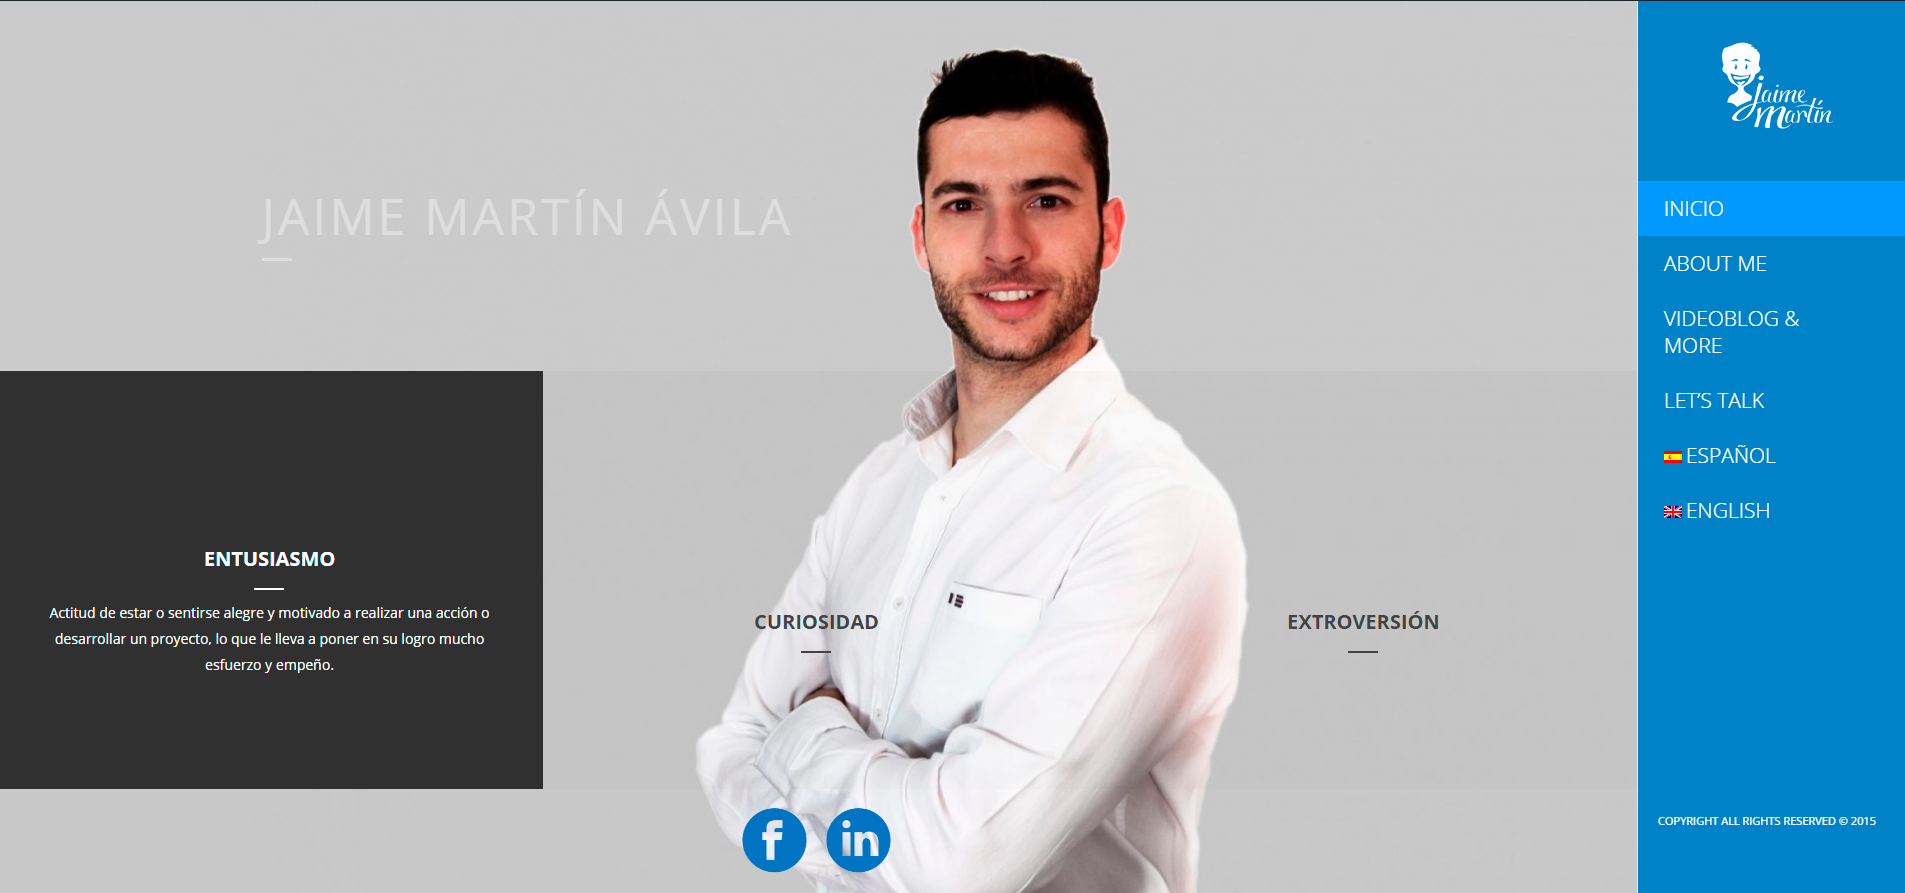 JAIME MARTÍN ÁVILA
ENTUSIASMO
Actitud de estar o sentirse alegre y motivado a realizar una acción o
desarrollar un proyecto, lo que le lleva a poner en su logro mucho
esfuerzo y empeño.
CURIOSIDAD
EXTROVERSIÓN
f
in
Jaime
Martín
INICIO
ABOUT ME
VIDEOBLOG &
MORE
LET’S TALK
ESPAÑOL
ENGLISH
COPYRIGHT ALL RIGHTS RESERVED © 2015